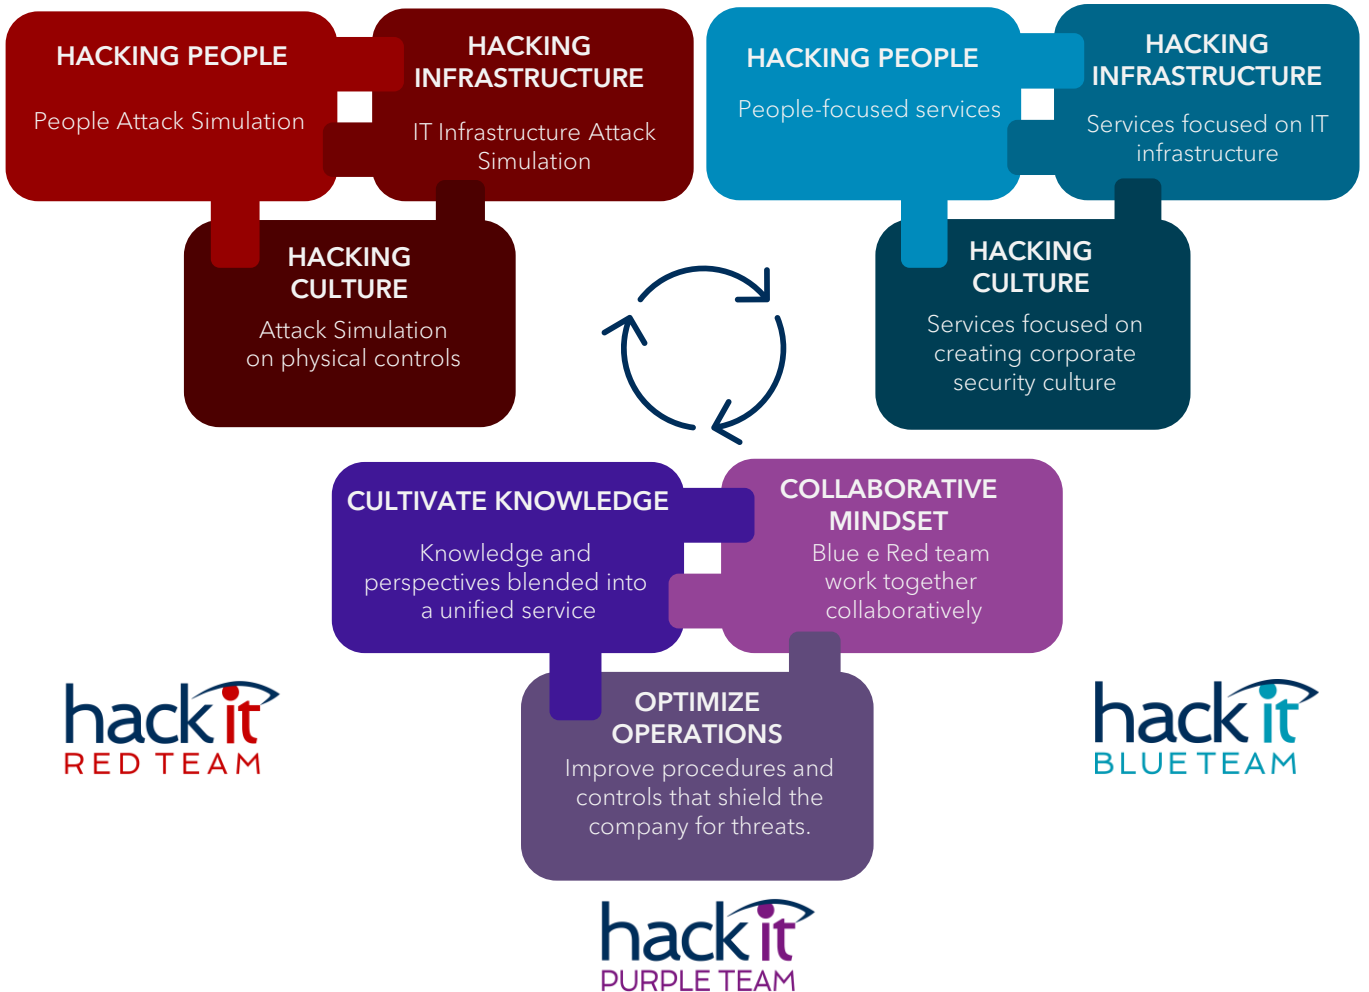 HACKING PEOPLE
People Attack Simulation
HACKING
INFRASTRUCTURE
IT Infrastructure Attack
Simulation
HACKING
CULTURE
Attack Simulation
on physical controls
HACKING PEOPLE
People-focused services
HACKING
INFRASTRUCTURE
Services focused on IT
infrastructure
HACKING
CULTURE
Services focused on
creating corporate
security culture
CULTIVATE KNOWLEDGE
Knowledge and
perspectives blended into
a unified service
COLLABORATIVE
MINDSET
Blue e Red team
work together
collaboratively
OPTIMIZE
OPERATIONS
Improve procedures and
controls that shield the
company for threats.
hack it
RED TEAM
hack it
BLUE TEAM
hack it
PURPLE TEAM